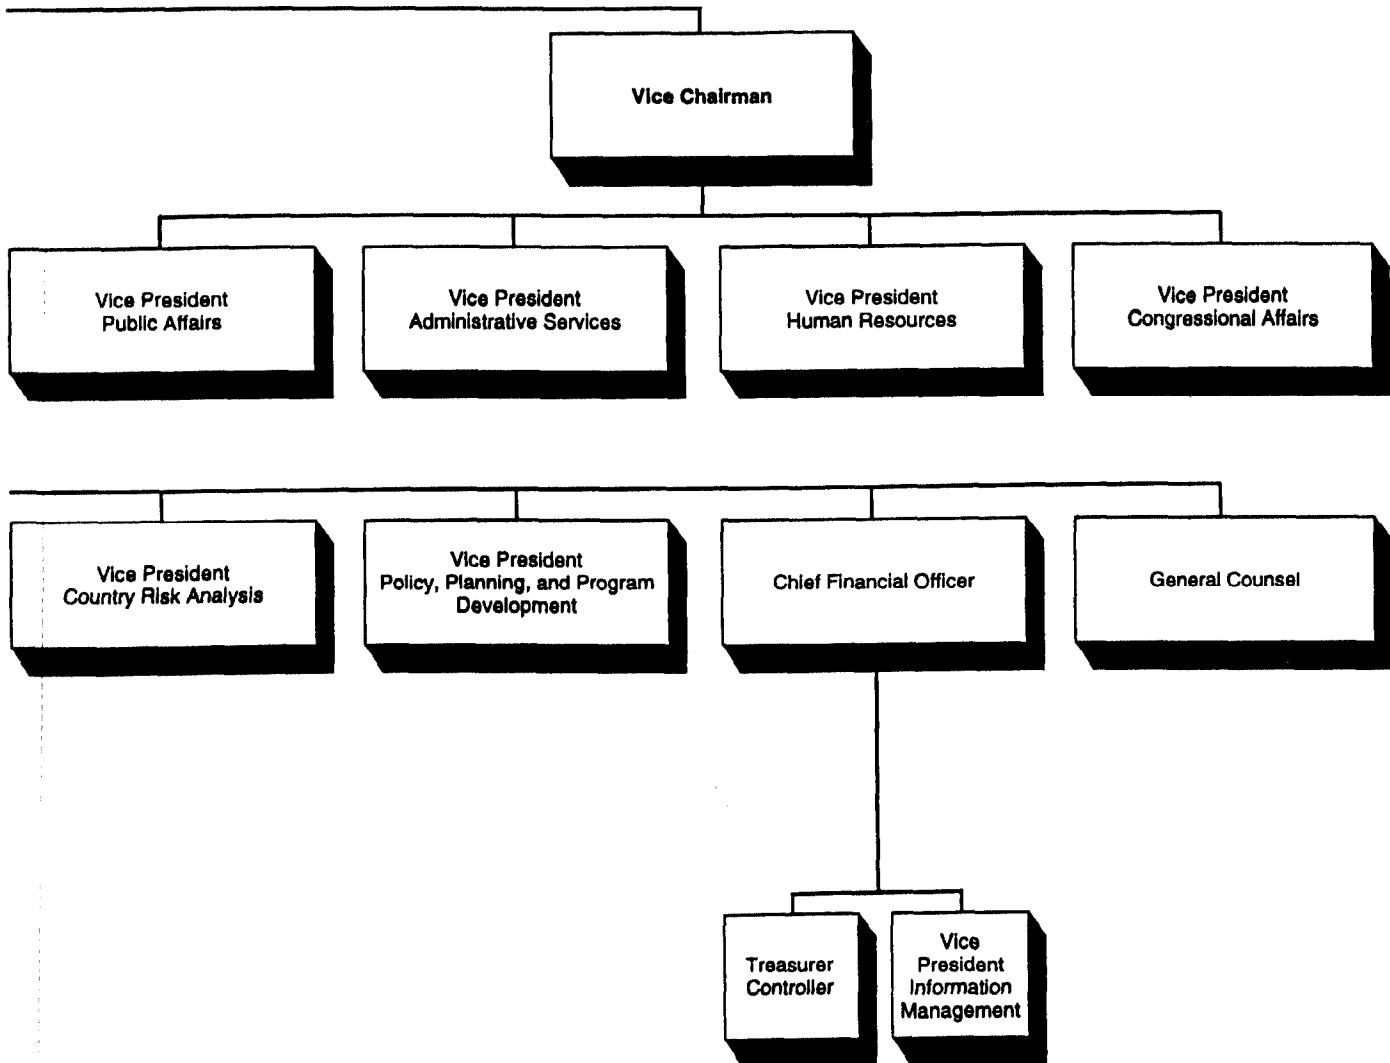 Vice Chairman
Vice President
Public Affairs
Vice President
Administrative Services
Vice President
Human Resources
Vice President
Congressional Affairs
Vice President
Country Risk Analysis
Vice President
Policy, Planning, and Program
Development
Chief Financial Officer
General Counsel
Treasurer
Controller
Vice
President
Information
Management